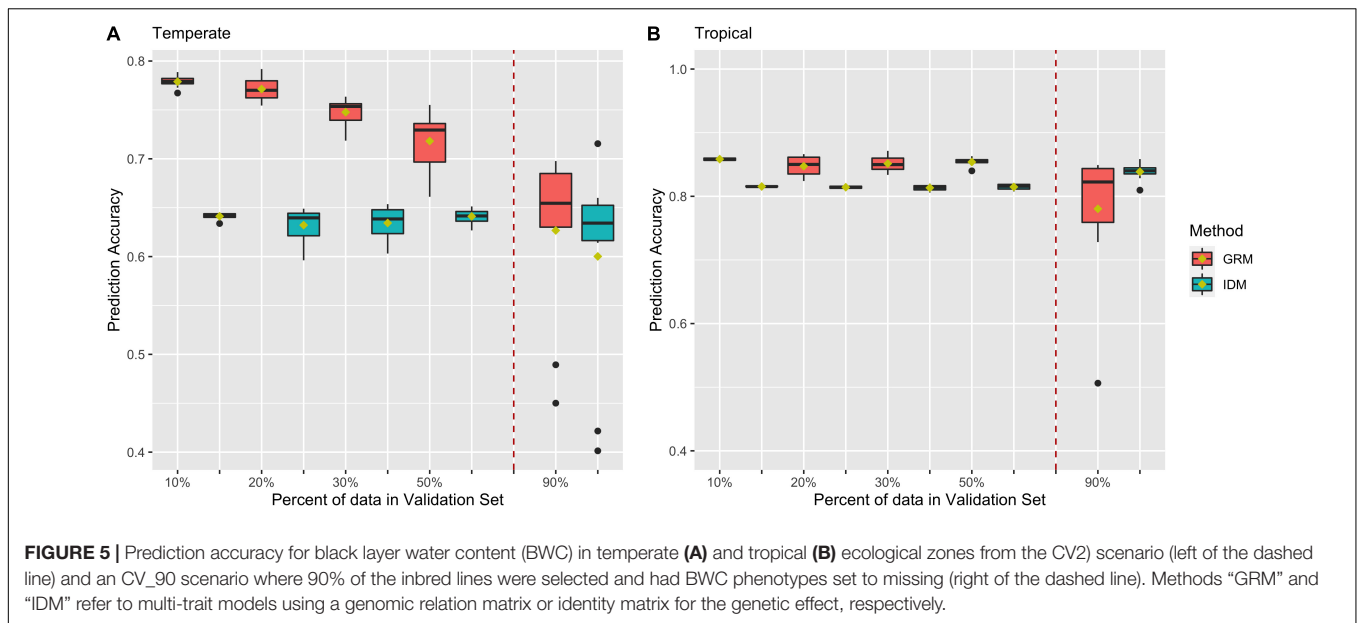 A Temperate
0.8
0.7
0.6
0.5
0.4
Prediction Accuracy
10% 20% 30% 50% 90%
Percent of data in Validation Set
B Tropical
1.0
0.8
0.6
0.4
Prediction Accuracy
10% 20% 30% 50% 90%
Percent of data in Validation Set
Method
GRM
IDM
FIGURE 5 | Prediction accuracy for black layer water content (BWC) in temperate (A) and tropical (B) ecological zones from the CV2) scenario (left of the dashed
line) and an CV_90 scenario where 90% of the inbred lines were selected and had BWC phenotypes set to missing (right of the dashed line). Methods “GRM” and
“IDM” refer to multi-trait models using a genomic relation matrix or identity matrix for the genetic effect, respectively.